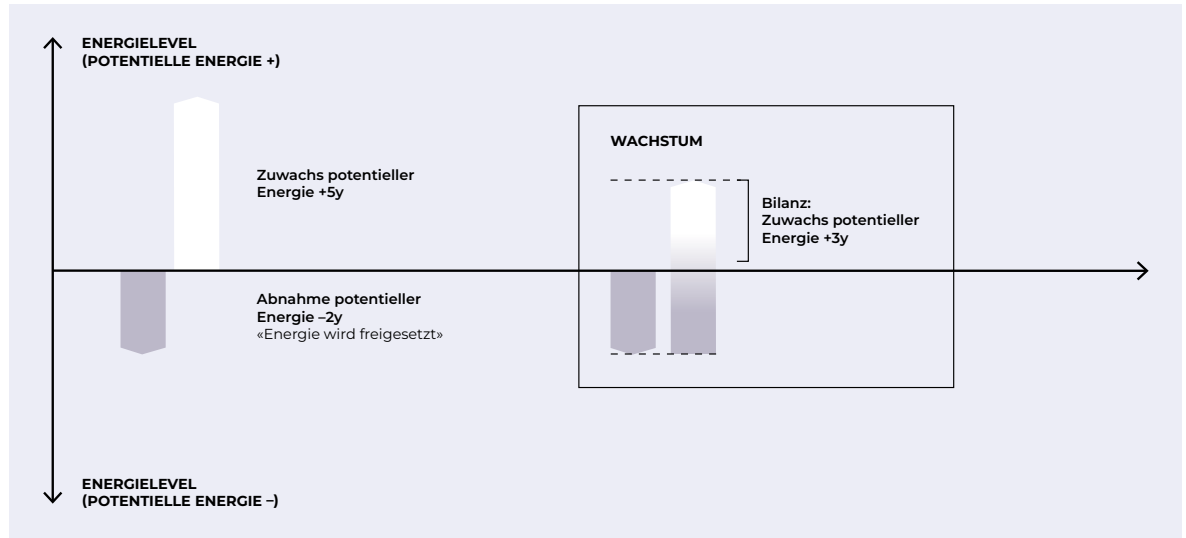 ENERGIELEVEL
(POTENTIELLE ENERGIE +)
Zuwachs potentieller
Energie +5y
Abnahme potentieller
Energie –2y
«Energie wird freigesetzt»
WACHSTUM
Bilanz:
Zuwachs potentieller
Energie +3y
ENERGIELEVEL
(POTENTIELLE ENERGIE –)